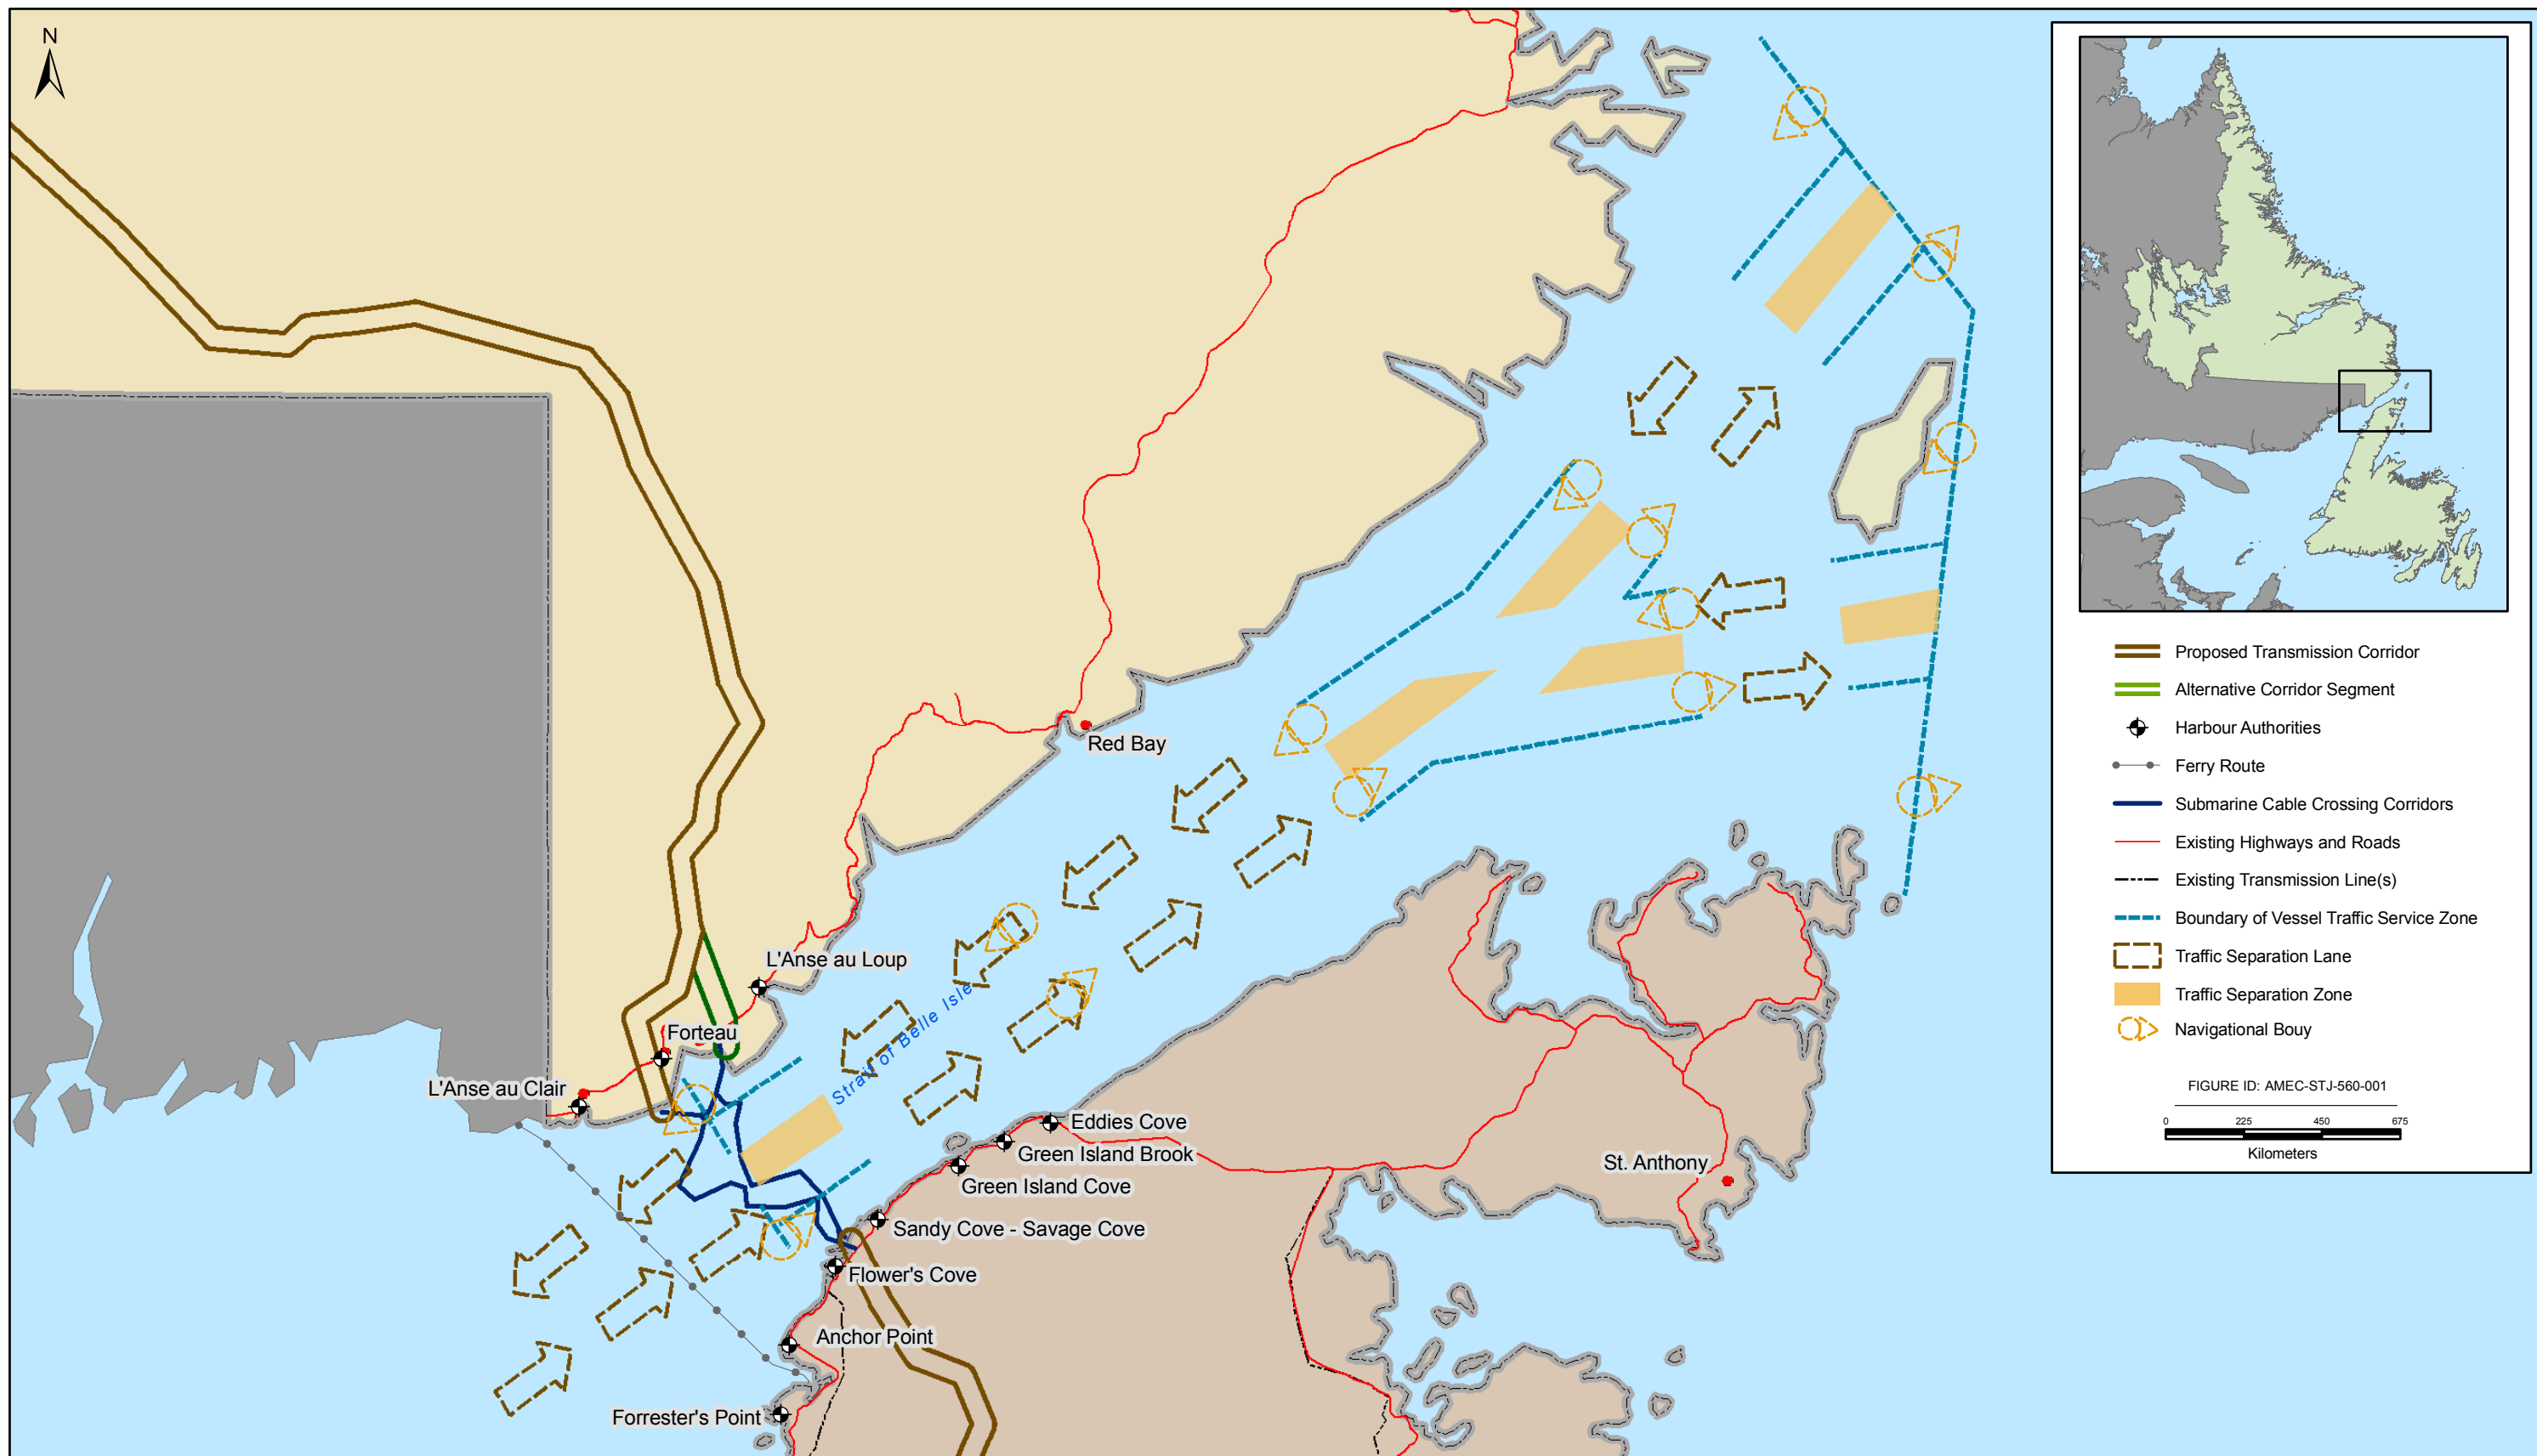 N
Red Bay
L'Anse au Loup
Forteau
L'Anse au Clair
Strait of Belle Isle
Eddies Cove
Green Island Brook
Green Island Cove
St. Anthony
Sandy Cove - Savage Cove
Flower's Cove
Anchor Point
Forrester's Point
Proposed Transmission Corridor
Alternative Corridor Segment
Harbour Authorities
Ferry Route
Submarine Cable Crossing Corridors
Existing Highways and Roads
Existing Transmission Line(s)
Boundary of Vessel Traffic Service Zone
Traffic Separation Lane
Traffic Separation Zone
Navigational Bouy
FIGURE ID: AMEC-STJ-560-001
0 225 450 675
Kilometers